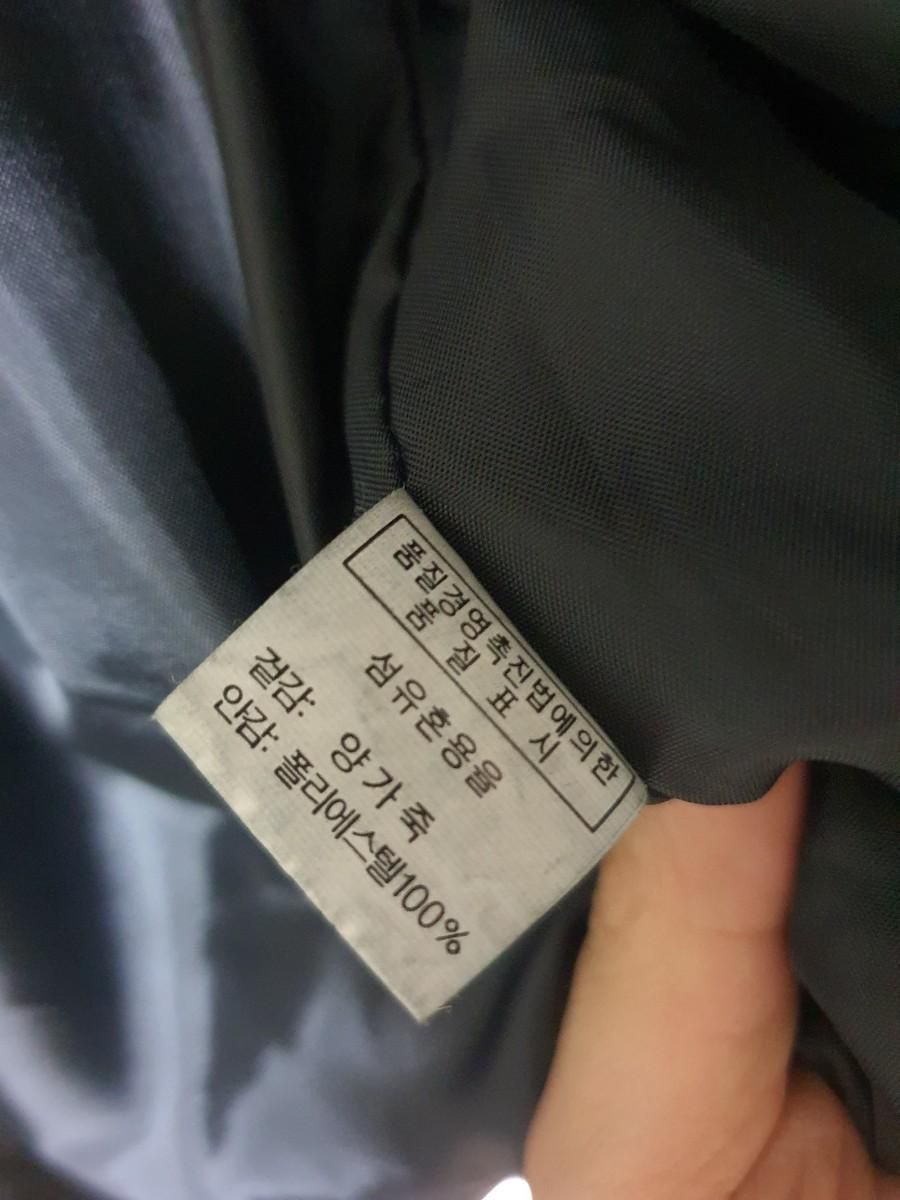 품질경영촉진법에의한
품 질 표 시
섬유혼용율
겉감: 양 가 죽
안감: 폴리에스텔100%